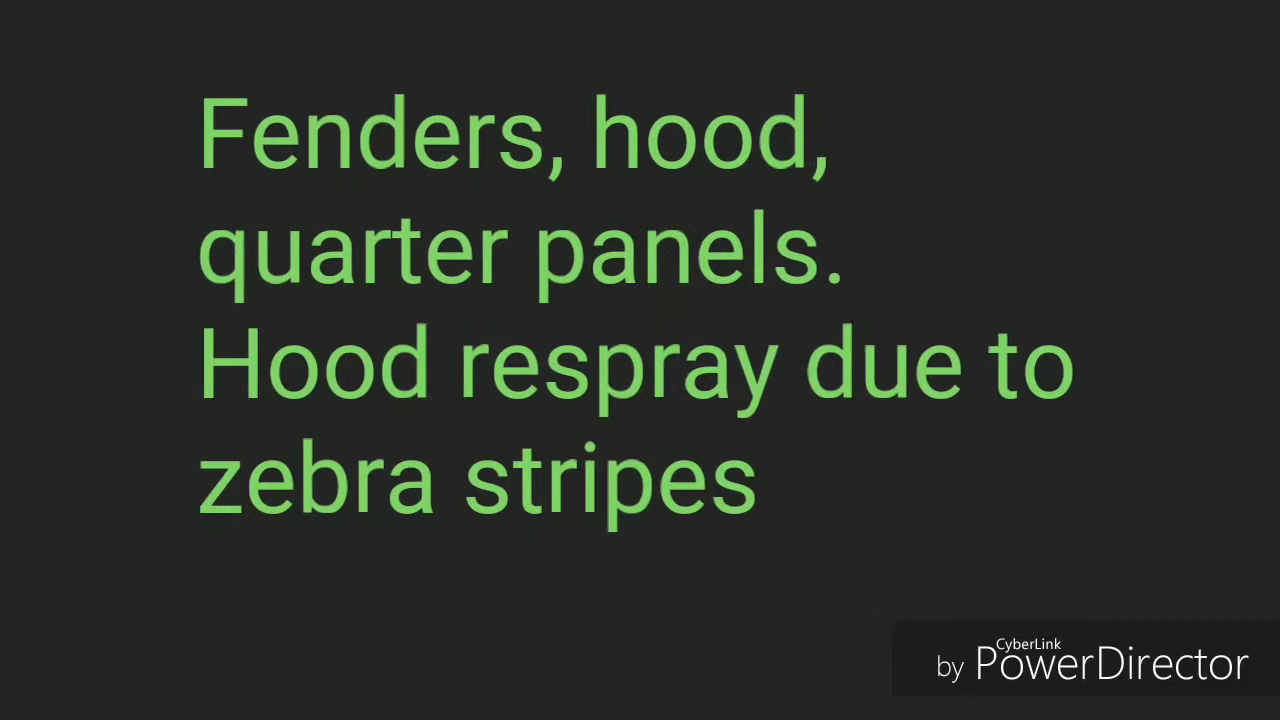 Fenders, hood,
quarter panels.
Hood respray due to
zebra stripes
CyberLink
by PowerDirector